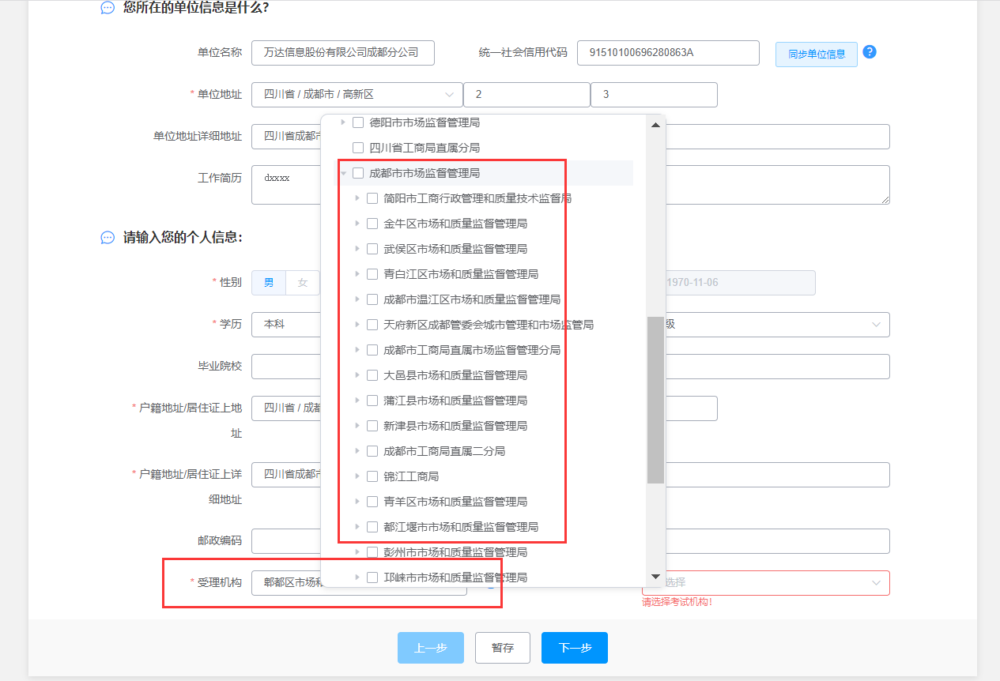 您所在的单位信息是什么?
单位名称 万达信息股份有限公司成都分公司 统一社会信用代码 91510100696280863A 同步单位信息 ?
* 单位地址 四川省 / 成都市 / 高新区 2 3
德阳市市场监督管理局
单位地址详细地址 四川省成都市
四川省工商局直属分局
成都市市场监督管理局
工作简历 dxxxx
简阳市工商行政管理和质量技术监督局
金牛区市场和质量监督管理局
请输入您的个人信息:
武侯区市场和质量监督管理局
青白江区市场和质量监督管理局
* 性别 男 女 1970-11-06
成都市温江区市场和质量监督管理局
* 学历 本科 级
天府新区成都管委会城市管理和市场监管局
成都市工商局直属市场监督管理分局
毕业院校
大邑县市场和质量监督管理局
蒲江县市场和质量监督管理局
* 户籍地址/居住证上地址 四川省 / 成都
新津县市场和质量监督管理局
成都市工商局直属二分局
* 户籍地址/居住证上详细地址 四川省成都市
锦江工商局
青羊区市场和质量监督管理局
都江堰市市场和质量监督管理局
邮政编码
彭州市市场和质量监督管理局
邛崃市市场和质量监督管理局
* 受理机构 郫都区市场和 选择
请选择考试机构!
上一步 暂存 下一步